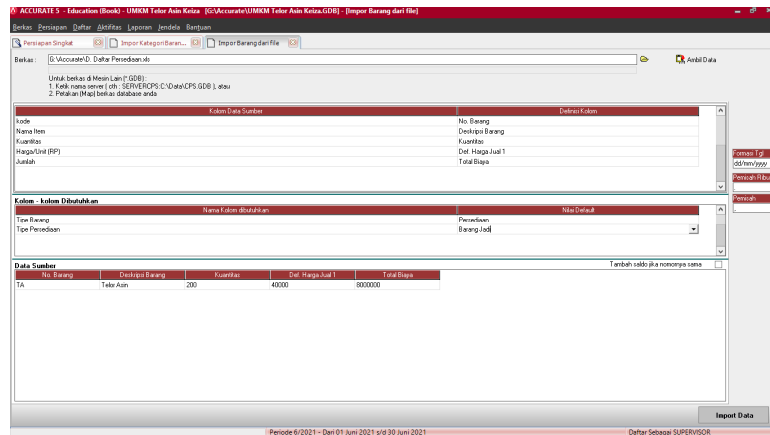 ACCURATE 5 - Education (Book) - UMKM Telor Asin Keiza [G:\Accurate\UMKM Telor Asin Keiza.GDB] - [Impor Barang dari file]
Berkas Persiapan Daftar Aktifitas Laporan Jendela Bantuan
Persiapan Singkat Impor Kategori Baran... Impor Barang dari file
Berkas : G:\Accurate\D. Daftar Persediaan.xls Ambil Data
Untuk berkas di Mesin Lain (*.GDB) :
1. Ketik nama server ( cth : SERVERCPS:C:\Data\CPS.GDB ), atau
2. Petakan (Map) berkas database anda
Kolom Data Sumber Definisi Kolom
kode No. Barang
Nama Item Deskripsi Barang
Kuantitas Kuantitas
Harga/Unit (RP) Def. Harga Jual 1
Jumlah Total Biaya
Formasi Tgl
dd/mm/yyyy
Pemisah Ribu
Pemisah
Kolom - kolom Dibutuhkan
Nama Kolom dibutuhkan Nilai Default
Tipe Barang Persediaan
Tipe Persediaan Barang Jadi
Data Sumber Tambah saldo jika nomornya sama
No. Barang Deskripsi Barang Kuantitas Def. Harga Jual 1 Total Biaya
TA Telor Asin 200 40000 8000000
Import Data
Periode 6/2021 - Dari 01 Juni 2021 s/d 30 Juni 2021 Daftar Sebagai SUPERVISOR